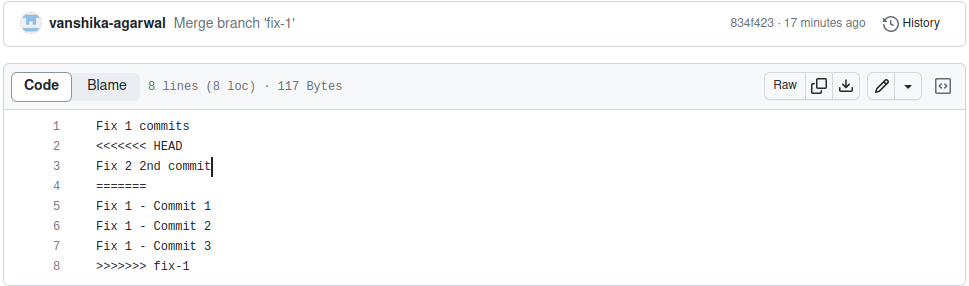 vanshika-agarwal Merge branch 'fix-1' 834f423 · 17 minutes ago History
Code Blame 8 lines (8 loc) · 117 Bytes Raw
1 Fix 1 commits
2 <<<<<<< HEAD
3 Fix 2 2nd commit
4 =======
5 Fix 1 - Commit 1
6 Fix 1 - Commit 2
7 Fix 1 - Commit 3
8 >>>>>>> fix-1